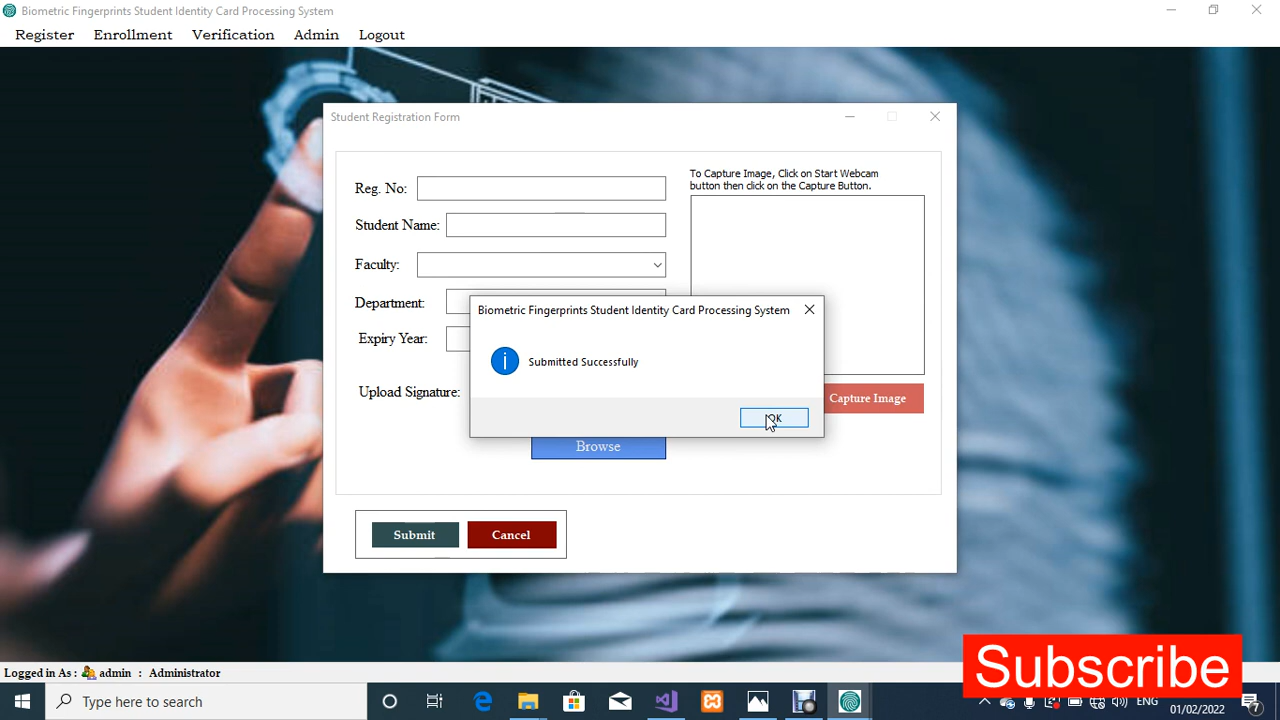 Biometric Fingerprints Student Identity Card Processing System
Register Enrollment Verification Admin Logout
Student Registration Form
To Capture Image, Click on Start Webcam
button then click on the Capture Button.
Reg. No:
Student Name:
Faculty:
Department:
Expiry Year:
Upload Signature:
Biometric Fingerprints Student Identity Card Processing System
Submitted Successfully
OK
Capture Image
Browse
Submit Cancel
Subscribe
Logged in As : admin : Administrator
Type here to search
ENG
01/02/2022
7